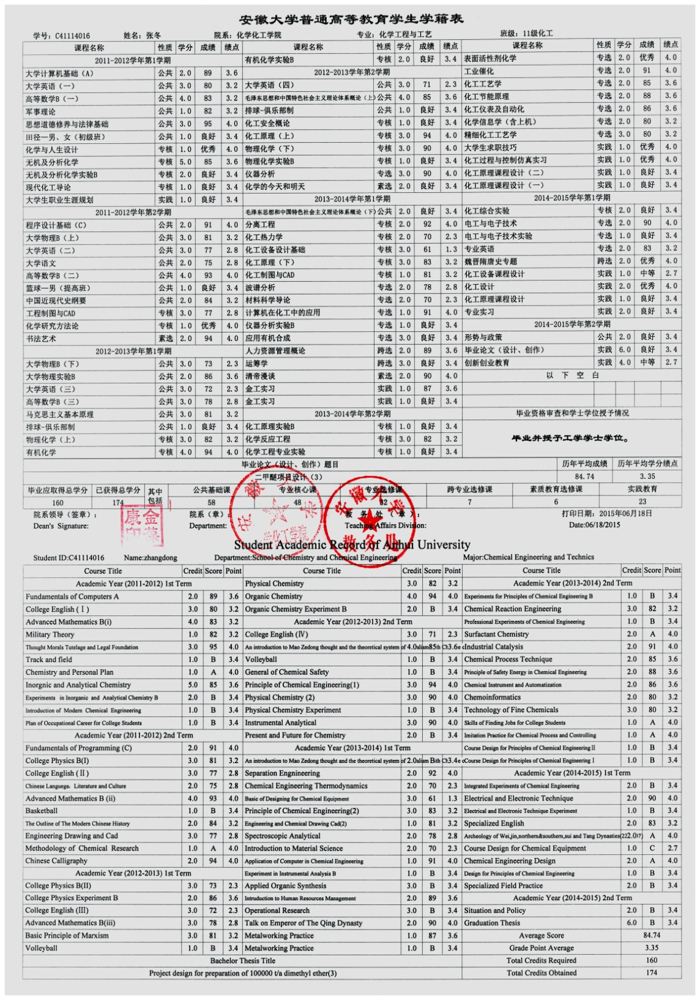 安徽大学普通高等教育学生学籍表
学号：C41114016 姓名：张冬 院系：化学化工学院 专业：化学工程与工艺 班级：11级化工
课程名称 性质 学分 成绩 绩点 课程名称 性质 学分 成绩 绩点 课程名称 性质 学分 成绩 绩点
2011-2012学年第1学期 有机化学实验B 专核 2.0 良好 3.4 表面活性剂化学 专选 2.0 优秀 4.0
大学计算机基础（A） 公共 2.0 89 3.6 2012-2013学年第2学期 工业催化 专选 2.0 91 4.0
大学英语（一） 公共 3.0 80 3.2 大学英语（四） 公共 3.0 71 2.3 化工工艺学 专选 2.0 85 3.6
高等数学B（一） 公共 4.0 83 3.2 毛泽东思想和中国特色社会主义理论体系概论（上） 公共 4.0 85 3.6 化工节能原理 专选 2.0 88 3.6
军事理论 公共 1.0 82 3.2 排球-俱乐部制 公共 1.0 良好 3.4 化工仪表及自动化 专选 2.0 86 3.6
思想道德修养与法律基础 公共 3.0 95 4.0 化工安全概论 专核 1.0 良好 3.4 化学信息学（含上机） 专选 2.0 80 3.2
田径—男、女（初级班） 公共 1.0 良好 3.4 化工原理（上） 专核 3.0 94 4.0 精细化工工艺学 专选 3.0 80 3.2
化学与人生设计 专核 1.0 优秀 4.0 物理化学（下） 专核 3.0 90 4.0 大学生求职技巧 实践 1.0 优秀 4.0
无机及分析化学 专核 5.0 85 3.6 物理化学实验B 专核 1.0 良好 3.4 化工过程与控制仿真实习 实践 1.0 优秀 4.0
无机及分析化学实验B 专核 2.0 良好 3.4 仪器分析 专选 3.0 90 4.0 化工原理课程设计（二） 实践 1.0 良好 3.4
现代化工导论 专核 1.0 良好 3.4 化学的今天和明天 素选 2.0 良好 3.4 化工原理课程设计（一） 实践 1.0 良好 3.4
大学生职业生涯规划 实践 1.0 良好 3.4 2013-2014学年第1学期 2014-2015学年第1学期
2011-2012学年第2学期 毛泽东思想和中国特色社会主义理论体系概论（下） 公共 2.0 良好 3.4 化工综合实验 专核 2.0 良好 3.4
程序设计基础（C） 公共 2.0 91 4.0 分离工程 专核 2.0 92 4.0 电工与电子技术 专选 2.0 90 4.0
大学物理B（上） 公共 3.0 81 3.2 化工热力学 专核 2.0 70 2.3 电工与电子技术实验 专选 1.0 良好 3.4
大学英语（二） 公共 3.0 77 2.8 化工设备设计基础 专核 3.0 61 1.3 专业英语 专选 2.0 83 3.2
大学语文 公共 2.0 75 2.8 化工原理（下） 专核 3.0 83 3.2 魏晋隋唐史专题 跨选 2.0 优秀 4.0
高等数学B（二） 公共 4.0 93 4.0 化工制图与CAD 专核 1.0 81 3.2 化工设备课程设计 实践 1.0 中等 2.7
篮球—男（提高班） 公共 1.0 良好 3.4 波谱分析 专选 2.0 78 2.8 化工设计 实践 2.0 优秀 4.0
中国近现代史纲要 公共 2.0 84 3.2 材料科学导论 专选 2.0 70 2.3 化工原理课程设计 实践 1.0 良好 3.4
工程制图与CAD 专核 3.0 77 2.8 计算机在化工中的应用 专选 1.0 91 4.0 专业实习 实践 2.0 良好 3.4
化学研究方法论 专核 1.0 优秀 4.0 仪器分析实验B 专选 1.0 良好 3.4 2014-2015学年第2学期
书法艺术 素选 2.0 94 4.0 应用有机合成 专选 3.0 良好 3.4 形势与政策 公共 2.0 良好 3.4
2012-2013学年第1学期 人力资源管理概论 跨选 2.0 89 3.6 毕业论文（设计、创作） 实践 6.0 良好 3.4
大学物理B（下） 公共 3.0 73 2.3 运筹学 跨选 3.0 良好 3.4 创新创业教育 实践 4.0 中等 2.7
大学物理实验B 公共 2.0 86 3.6 清帝漫谈 素选 2.0 90 4.0 以 下 空 白
大学英语（三） 公共 3.0 72 2.3 金工实习 实践 1.0 87 3.6
高等数学B（三） 公共 3.0 78 2.8 金工实习 实践 1.0 良好 3.4
马克思主义基本原理 公共 3.0 81 3.2 2013-2014学年第2学期 毕业资格审查和学士学位授予情况
排球-俱乐部制 公共 1.0 良好 3.4 化工原理实验B 专核 1.0 良好 3.4
物理化学（上） 专核 3.0 82 3.2 化学反应工程 专核 3.0 82 3.2 毕业并授予工学学士学位。
有机化学 专核 4.0 94 4.0 化学工程专业实验 专核 1.0 良好 3.4
毕业论文（设计、创作）题目 历年平均成绩 历年平均学分绩点
二甲醚项目设计（3） 84.74 3.35
毕业应取得总学分 已获得总学分 其中包括 公共基础课 专业核心课 专业选修课 跨专业选修课 素质教育选修课 实践教育
160 174 58 48 32 7 6 23
院系领导（签章）： 院系（章）： 教 务 处（ 章 ）： 打印日期：2015年06月18日
Dean's Signature: Department: Teaching Affairs Division: Date:06/18/2015
Student Academic Record of Anhui University
Student ID:C41114016 Name:zhangdong Department:School of Chemistry and Chemical Engineering Major:Chemical Engineering and Technics
Course Title Credit Score Point Course Title Credit Score Point Course Title Credit Score Point
Academic Year (2011-2012) 1st Term Physical Chemistry 3.0 82 3.2 Academic Year (2013-2014) 2nd Term
Fundamentals of Computers A 2.0 89 3.6 Organic Chemistry 4.0 94 4.0 Experiments for Principles of Chemical Engineering B 1.0 B 3.4
College English (Ⅰ) 3.0 80 3.2 Organic Chemistry Experiment B 2.0 B 3.4 Chemical Reaction Engineering 3.0 82 3.2
Advanced Mathematics B(i) 4.0 83 3.2 Academic Year (2012-2013) 2nd Term Professional Experiments of Chemical Engineering 1.0 B 3.4
Military Theory 1.0 82 3.2 College English (Ⅳ) 3.0 71 2.3 Surfactant Chemistry 2.0 A 4.0
Thought Morals Tutelage and Legal Foundation 3.0 95 4.0 An introduction to Mao Zedong thought and the theoretical system of 4.0 85 3.6 Industrial Catalysis 2.0 91 4.0
Track and field 1.0 B 3.4 Volleyball 1.0 B 3.4 Chemical Process Technique 2.0 85 3.6
Chemistry and Personal Plan 1.0 A 4.0 General of Chemical Safety 1.0 B 3.4 Principle of Safety Energy in Chemical Engineering 2.0 88 3.6
Inorgnic and Analytical Chemistry 5.0 85 3.6 Principle of Chemical Engineering(1) 3.0 94 4.0 Chemical Instrument and Automatization 2.0 86 3.6
Experiments in Inorganic and Analytical Chemistry B 2.0 B 3.4 Physical Chemistry (2) 3.0 90 4.0 Chemoinformatics 2.0 80 3.2
Introduction of Modern Chemical Engrineering 1.0 B 3.4 Physical Chemistry Experiment 1.0 B 3.4 Technology of Fine Chemicals 3.0 80 3.2
Plan of Occupational Career for College Students 1.0 B 3.4 Instrumental Analytical 3.0 90 4.0 Skills of Finding Jobs for College Students 1.0 A 4.0
Academic Year (2011-2012) 2nd Term Present and Future for Chemistry 2.0 B 3.4 Imitation Practice for Chemical Process and Controlling 1.0 A 4.0
Fundamentals of Programming (C) 2.0 91 4.0 Academic Year (2013-2014) 1st Term Course Design for Principles of Chemical Engineering II 1.0 B 3.4
College Physics B(I) 3.0 81 3.2 An introduction to Mao Zedong thought and the theoretical system of 2.0 B 3.4 Course Design for Principles of Chemical Engineering I 1.0 B 3.4
College English (Ⅱ) 3.0 77 2.8 Separation Engnineering 2.0 92 4.0 Academic Year (2014-2015) 1st Term
Chinese Language、Literature and Culture 2.0 75 2.8 Chemical Engineering Thermodynamics 2.0 70 2.3 Integrated Experiments of Chemical Engineering 2.0 B 3.4
Advanced Mathematics B (ii) 4.0 93 4.0 Basic of Designing for Chemical Equipment 3.0 61 1.3 Electrical and Electronic Technique 2.0 90 4.0
Basketball 1.0 B 3.4 Principle of Chemical Engineering(2) 3.0 83 3.2 Electrical and Electronic Technique Experiment 1.0 B 3.4
The Outline of The Modern Chinese History 2.0 84 3.2 Engineering and Chemical Drawing Cad(2) 1.0 81 3.2 Specialized English 2.0 83 3.2
Engineering Drawing and Cad 3.0 77 2.8 Spectroscopic Analytical 2.0 78 2.8 Archeology of Wei,jin,northern&southern,sui and Tang Dynasties 2.0 A 4.0
Methodology of Chemical Research 1.0 A 4.0 Introduction to Material Science 2.0 70 2.3 Course Design for Chemical Equipment 1.0 C 2.7
Chinese Calligraphy 2.0 94 4.0 Application of Computer in Chemical Engineering 1.0 91 4.0 Chemical Engineering Design 2.0 A 4.0
Academic Year (2012-2013) 1st Term Experiment in Instrumental Analysis B 1.0 B 3.4 Design for Principles of Chemical Engineering 1.0 B 3.4
College Physics B(II) 3.0 73 2.3 Applied Organic Synthesis 3.0 B 3.4 Specialized Field Practice 2.0 B 3.4
College Physics Experiment B 2.0 86 3.6 Intruduction to Human Resources Management 2.0 89 3.6 Academic Year (2014-2015) 2nd Term
College English (III) 3.0 72 2.3 Operational Research 3.0 B 3.4 Situation and Policy 2.0 B 3.4
Advanced Mathematics B(iii) 3.0 78 2.8 Talk on Emperor of The Qing Dynasty 2.0 90 4.0 Graduation Thesis 6.0 B 3.4
Basic Principle of Marxism 3.0 81 3.2 Metalworking Practice 1.0 87 3.6 Average Score 84.74
Volleyball 1.0 B 3.4 Metalworking Practice 1.0 B 3.4 Grade Point Average 3.35
Bachelor Thesis Title Total Credits Required 160
Project design for preparation of 100000 t/a dimethyl ether(3) Total Credits Obtained 174